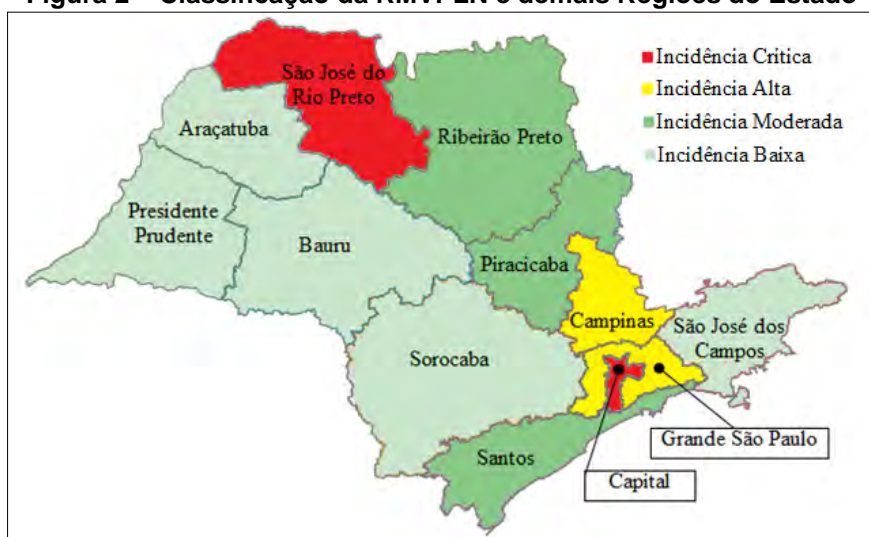 Figura 2 – Classificação da RMVPLN e demais Regiões do Estado
São José do
Rio Preto
Incidência Critica
Incidência Alta
Incidência Moderada
Incidência Baixa
Araçatuba
Ribeirão Preto
Presidente
Prudente
Bauru
Piracicaba
Campinas
São José dos
Campos
Sorocaba
Grande São Paulo
Santos
Capital